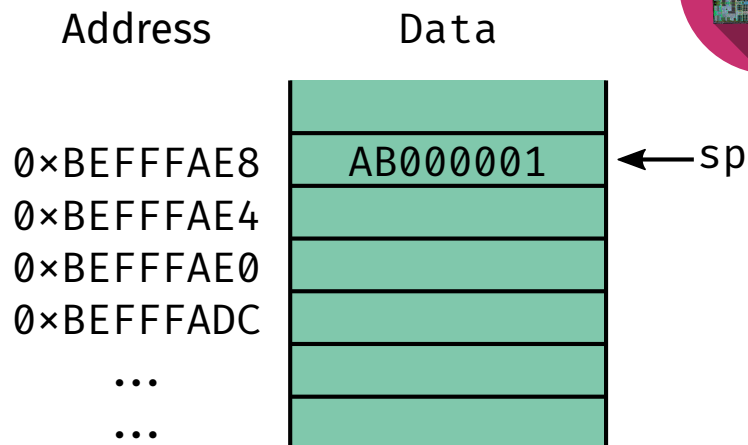 Address Data
0×BEFFFAE8 AB000001 sp
0×BEFFFAE4
0×BEFFFAE0
0×BEFFFADC
...
...